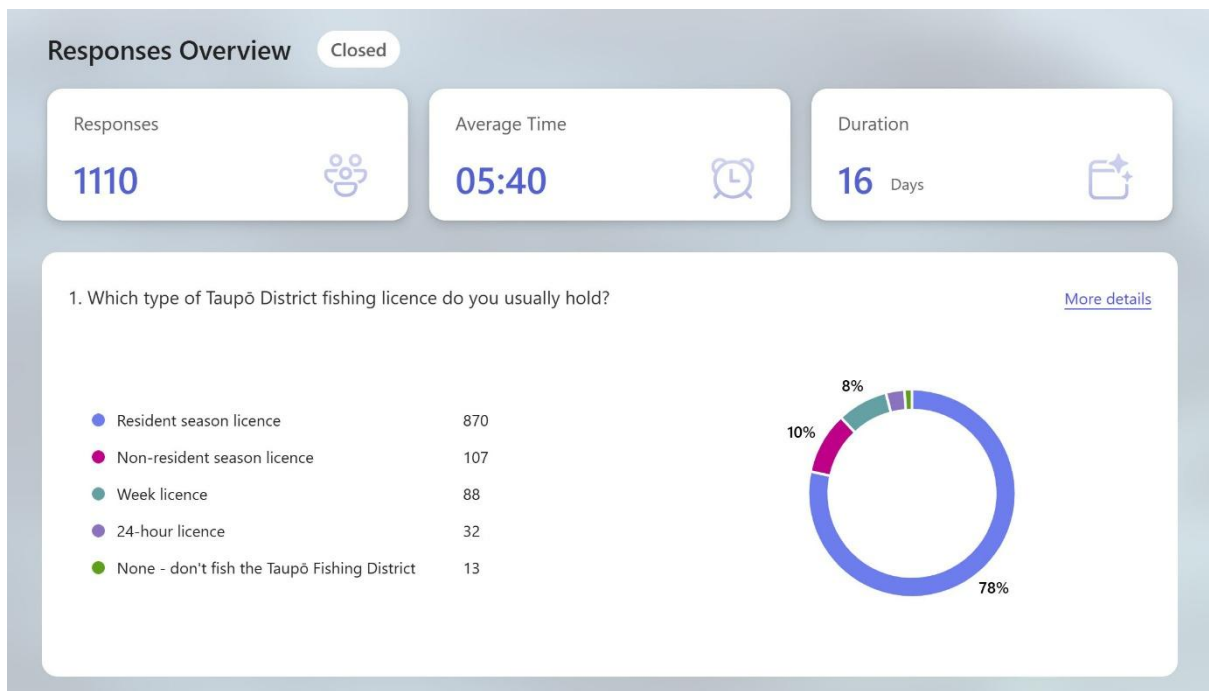 Responses Overview Closed
Responses
1110
Average Time
05:40
Duration
16 Days
1. Which type of Taupō District fishing licence do you usually hold?
More details
Resident season licence 870
Non-resident season licence 107
Week licence 88
24-hour licence 32
None - don't fish the Taupō Fishing District 13
8%
10%
78%